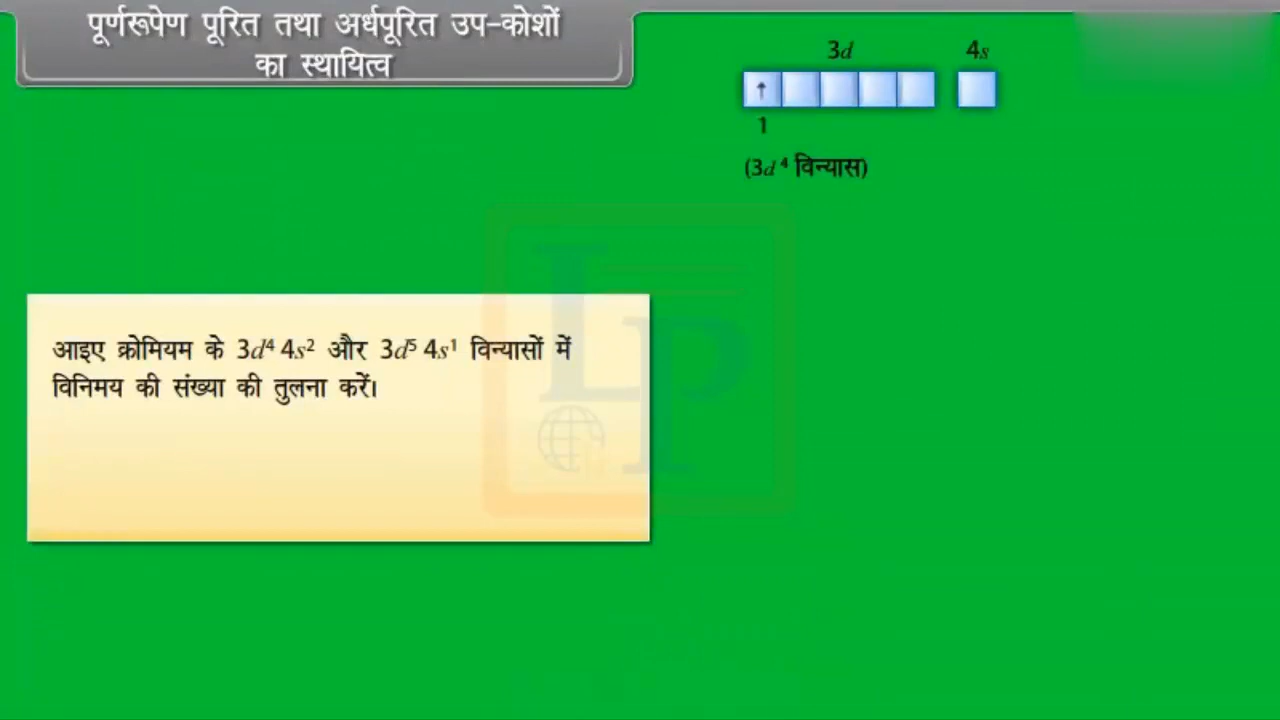 पूर्णरूपेण पूरित तथा अर्धपूरित उप-कोशों
का स्थायित्व
3d 4s
↑
1
(3d⁴ विन्यास)
आइए क्रोमियम के 3d⁴ 4s² और 3d⁵ 4s¹ विन्यासों में
विनिमय की संख्या की तुलना करें।
LP